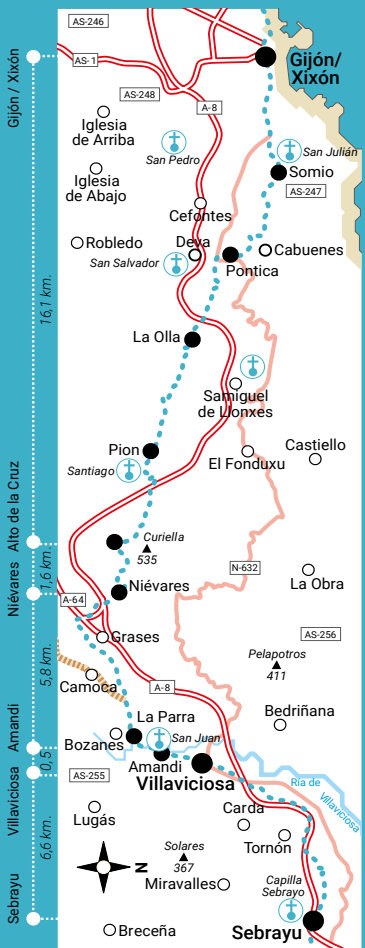 AS-246
Gijón/
Xixón
AS-1
AS-248
A-8
Iglesia
de Arriba
San Pedro
San Julián
Somio
Iglesia
de Abajo
AS-247
Cefontes
Robledo
Deva
Cabuenes
San Salvador
Pontica
La Olla
Samiguel
de Llonxes
Pion
Castiello
Santiago
El Fonduxu
Curiella
535
N-632
La Obra
Niévares
A-64
AS-256
Grases
Pelapotros
411
Camoca
A-8
Bedriñana
La Parra
Bozanes
San Juan
Amandi
Villaviciosa
AS-255
Ría de
Villaviciosa
Lugás
Carda
Tornón
Solares
367
Miravalles
Capilla
Sebrayo
N
Breceña
Sebrayu
Gijón / Xixón
16,1 km.
Alto de la Cruz
1,6 km.
Niévares
5,8 km.
Amandi
0,5
Villaviciosa
6,6 km.
Sebrayu